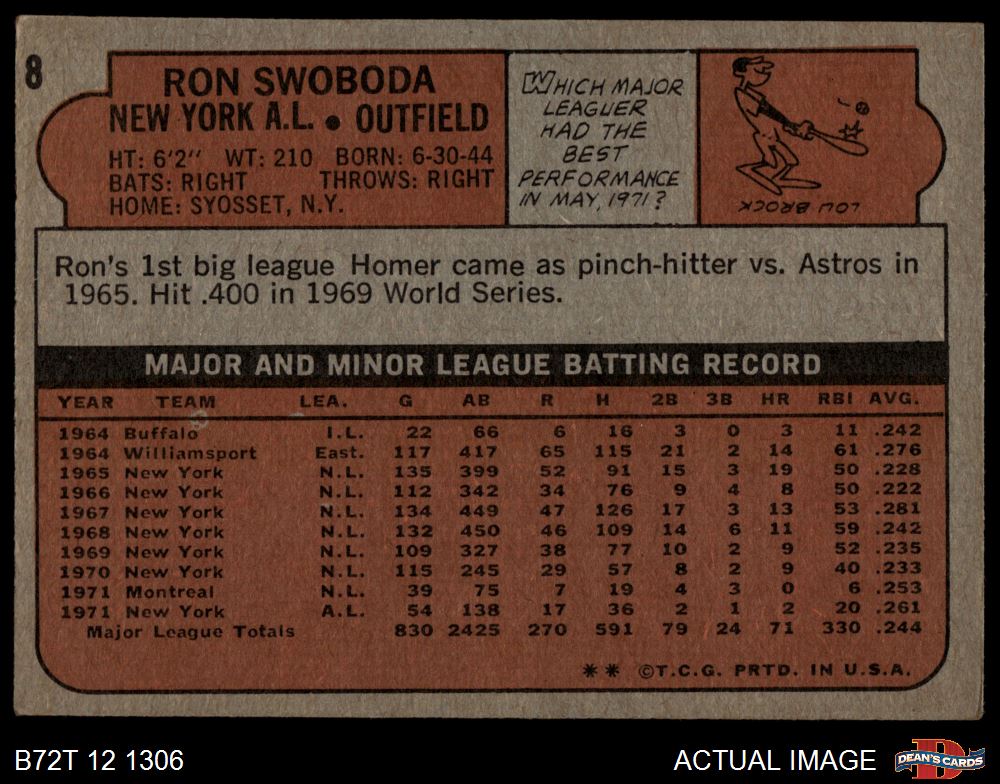 8
RON SWOBODA
NEW YORK A.L. • OUTFIELD
HT: 6'2" WT: 210 BORN: 6-30-44
BATS: RIGHT THROWS: RIGHT
HOME: SYOSSET, N.Y.
WHICH MAJOR
LEAGUER
HAD THE
BEST
PERFORMANCE
IN MAY, 1971?
LOU BROCK
Ron's 1st big league Homer came as pinch-hitter vs. Astros in
1965. Hit .400 in 1969 World Series.
MAJOR AND MINOR LEAGUE BATTING RECORD
YEAR TEAM LEA. G AB R H 2B 3B HR RBI AVG.
1964 Buffalo I.L. 22 66 6 16 3 0 3 11 .242
1964 Williamsport East. 117 417 65 115 21 2 14 61 .276
1965 New York N.L. 135 399 52 91 15 3 19 50 .228
1966 New York N.L. 112 342 34 76 9 4 8 50 .222
1967 New York N.L. 134 449 47 126 17 3 13 53 .281
1968 New York N.L. 132 450 46 109 14 6 11 59 .242
1969 New York N.L. 109 327 38 77 10 2 9 52 .235
1970 New York N.L. 115 245 29 57 8 2 9 40 .233
1971 Montreal N.L. 39 75 7 19 4 3 0 6 .253
1971 New York A.L. 54 138 17 36 2 1 2 20 .261
Major League Totals 830 2425 270 591 79 24 71 330 .244
** ©T.C.G. PRTD. IN U.S.A.
B72T 12 1306
ACTUAL IMAGE
DEAN'S CARDS